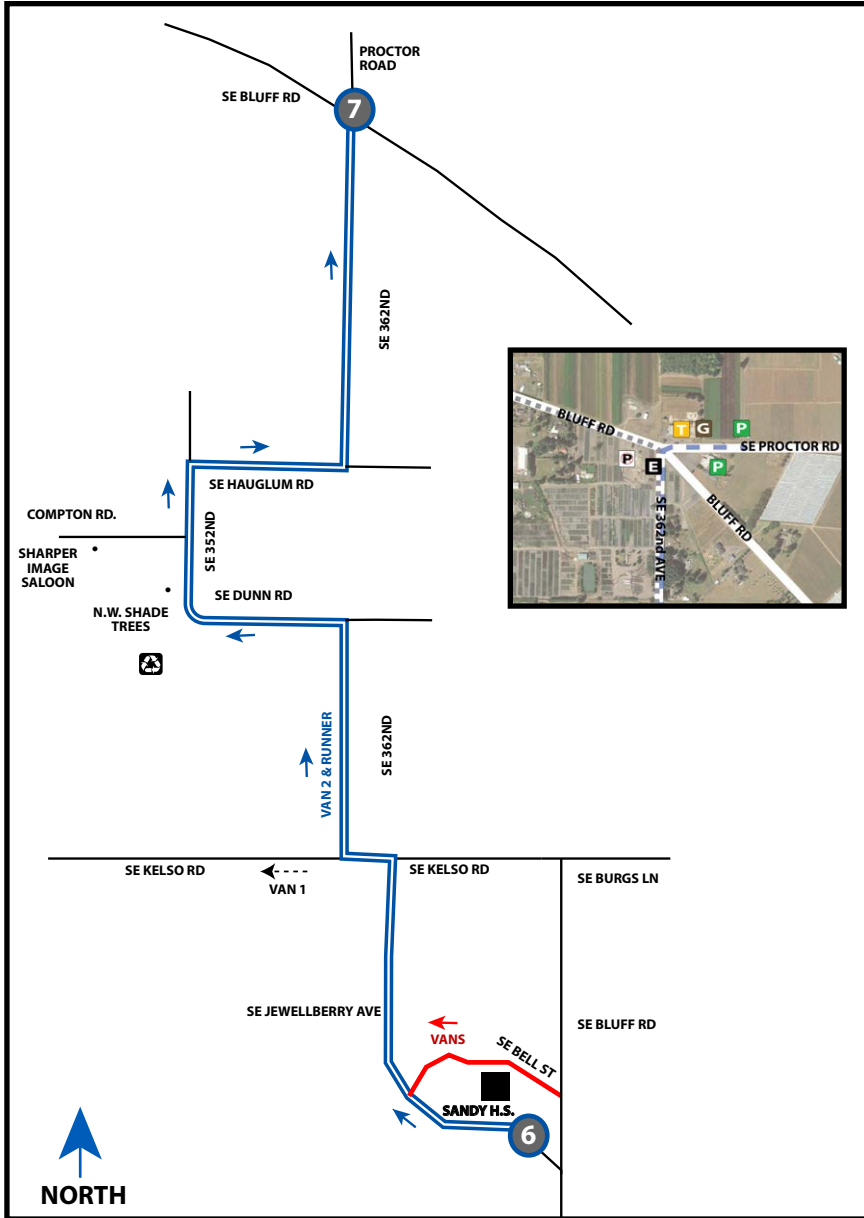 PROCTOR
ROAD
SE BLUFF RD
7
SE 362ND
BLUFF RD
T
G
P
SE PROCTOR RD
P
E
P
BLUFF RD
SE 362nd AVE
SE HAUGLUM RD
COMPTON RD.
SE 352ND
SHARPER
IMAGE
SALOON
SE DUNN RD
N.W. SHADE
TREES
VAN 2 & RUNNER
SE 362ND
SE KELSO RD
VAN 1
SE KELSO RD
SE BURGS LN
SE JEWELLBERRY AVE
VANS
SE BELL ST
SE BLUFF RD
SANDY H.S.
6
NORTH